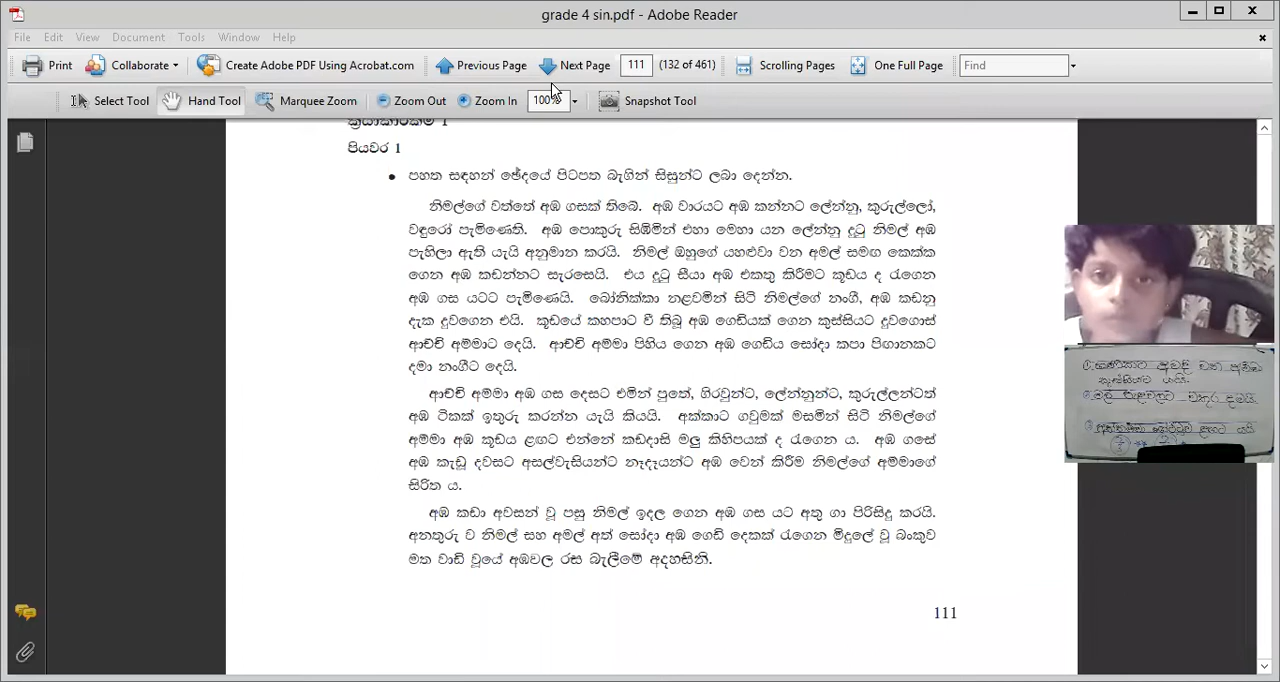 grade 4 sin.pdf - Adobe Reader
File Edit View Document Tools Window Help
Print Collaborate Create Adobe PDF Using Acrobat.com Previous Page Next Page 111 (132 of 461) Scrolling Pages One Full Page Find
Select Tool Hand Tool Marquee Zoom Zoom Out Zoom In 100% Snapshot Tool
ක්‍රියාකාරකම 1
පියවර 1
• පහත සඳහන් ඡේදයේ පිටපත බැගින් සිසුන්ට ලබා දෙන්න.
නිමල්ගේ වත්තේ අඹ ගසක් තිබේ. අඹ වාරයට අඹ කන්නට ලේන්නු, කුරුල්ලෝ,
වඳුරෝ පැමිණෙති. අඹ පොකුරු සිඹිමින් එහා මෙහා යන ලේන්නු දුටු නිමල් අඹ
පැහිලා ඇති යැයි අනුමාන කරයි. නිමල් ඔහුගේ යහළුවා වන අමල් සමඟ කෙක්ක
ගෙන අඹ කඩන්නට සැරසෙයි. එය දුටු සීයා අඹ එකතු කිරීමට කූඩය ද රැගෙන
අඹ ගස යටට පැමිණෙයි. බෝනික්කා නළවමින් සිටි නිමල්ගේ නංගී, අඹ කඩනු
දැක දුවගෙන එයි. කූඩයේ කහපාට වී තිබූ අඹ ගෙඩියක් ගෙන කුස්සියට දුවගොස්
ආච්චි අම්මාට දෙයි. ආච්චි අම්මා පිහිය ගෙන අඹ ගෙඩිය සෝදා කපා පිඟානකට
දමා නංගීට දෙයි.
ආච්චි අම්මා අඹ ගස දෙසට එමින් පුතේ, ගිරවුන්ට, ලේන්නුන්ට, කුරුල්ලන්ටත්
අඹ ටිකක් ඉතුරු කරන්න යැයි කියයි. අක්කාට ගවුමක් මසමින් සිටි නිමල්ගේ
අම්මා අඹ කූඩය ළඟට එන්නේ කඩදාසි මලු කිහිපයක් ද රැගෙන ය. අඹ ගසේ
අඹ කැඩූ දවසට අසල්වැසියන්ට නෑදෑයන්ට අඹ වෙන් කිරීම නිමල්ගේ අම්මාගේ
සිරිත ය.
අඹ කඩා අවසන් වූ පසු නිමල් ඉදල ගෙන අඹ ගස යට අතු ගා පිරිසිදු කරයි.
අනතුරු ව නිමල් සහ අමල් අත් සෝදා අඹ ගෙඩි දෙකක් රැගෙන මිදුලේ වූ බංකුව
මත වාඩි වූයේ අඹවල රස බැලීමේ අදහසිනි.
111